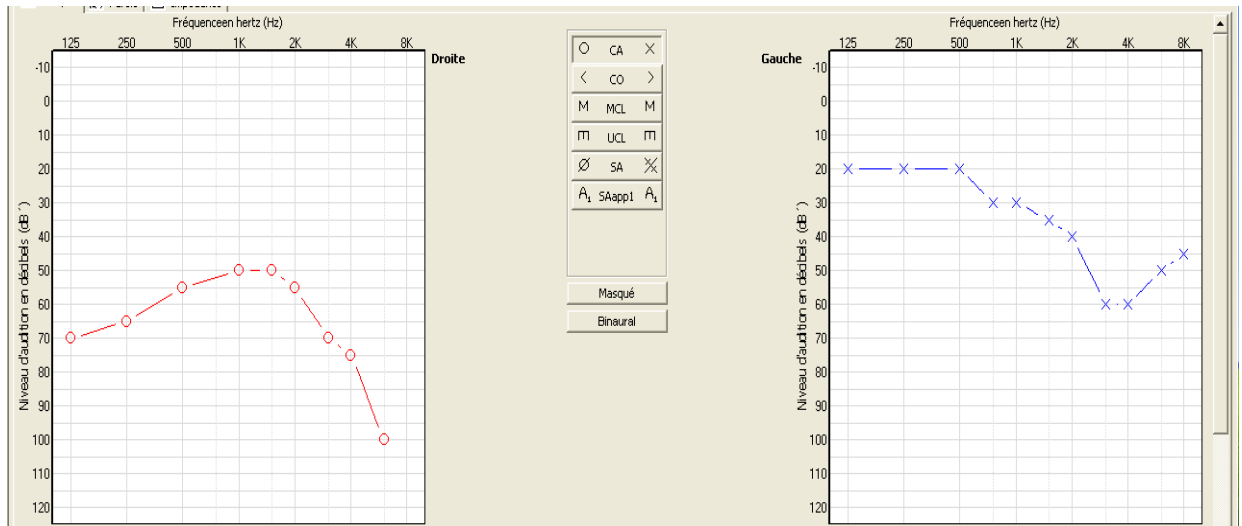 Fréquenceen hertz (Hz)
125 250 500 1K 2K 4K 8K
Droite
-10
0
10
20
30
40
50
60
70
80
90
100
110
120
Niveau d'audition en décibels (dB´)
O CA X
< CO >
M MCL M
UCL
Ø SA
A1 SAapp1 A1
Masqué
Binaural
Fréquenceen hertz (Hz)
125 250 500 1K 2K 4K 8K
Gauche
-10
0
10
20
30
40
50
60
70
80
90
100
110
120
Niveau d'audition en décibels (dB´)